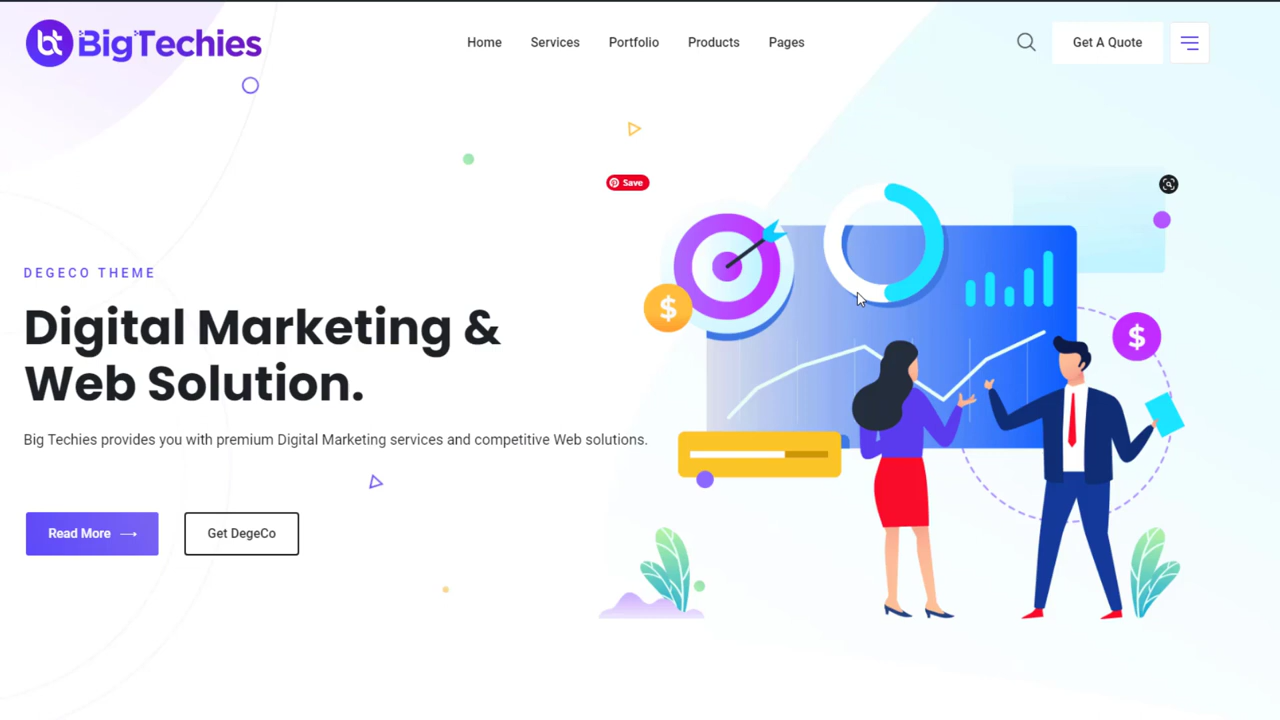 bt BigTechies
Home Services Portfolio Products Pages
Get A Quote
Save
DEGECO THEME
Digital Marketing &
Web Solution.
Big Techies provides you with premium Digital Marketing services and competitive Web solutions.
Read More
Get DegeCo
$
$